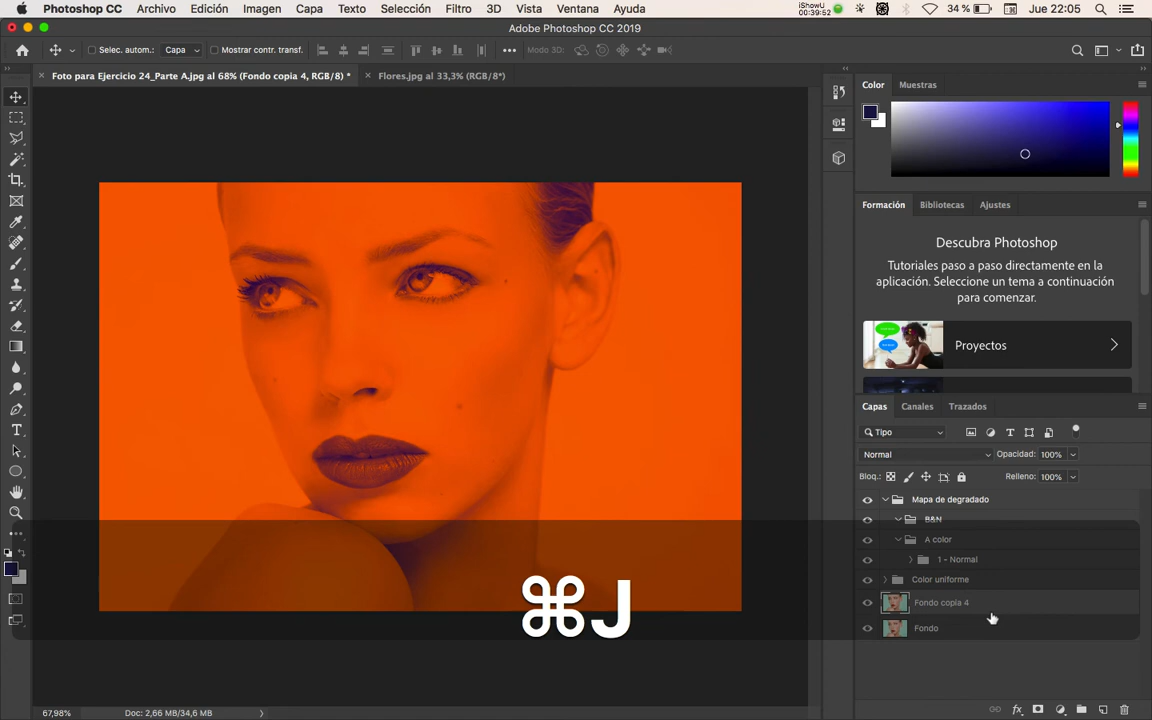 Photoshop CC Archivo Edición Imagen Capa Texto Selección Filtro 3D Vista Ventana Ayuda iShowU 00:39:52 34 % Jue 22:05
Adobe Photoshop CC 2019
Selec. autom.: Capa Mostrar contr. transf. Modo 3D:
Foto para Ejercicio 24_Parte A.jpg al 68% (Fondo copia 4, RGB/8) * Flores.jpg al 33,3% (RGB/8*)
Color Muestras
Formación Bibliotecas Ajustes
Descubra Photoshop
Tutoriales paso a paso directamente en la
aplicación. Seleccione un tema a continuación
para comenzar.
Proyectos
Capas Canales Trazados
Tipo
Normal Opacidad: 100%
Bloq.: Relleno: 100%
Mapa de degradado
B&N
A color
1 - Normal
Color uniforme
Fondo copia 4
Fondo
⌘J
67,98% Doc: 2,66 MB/34,6 MB